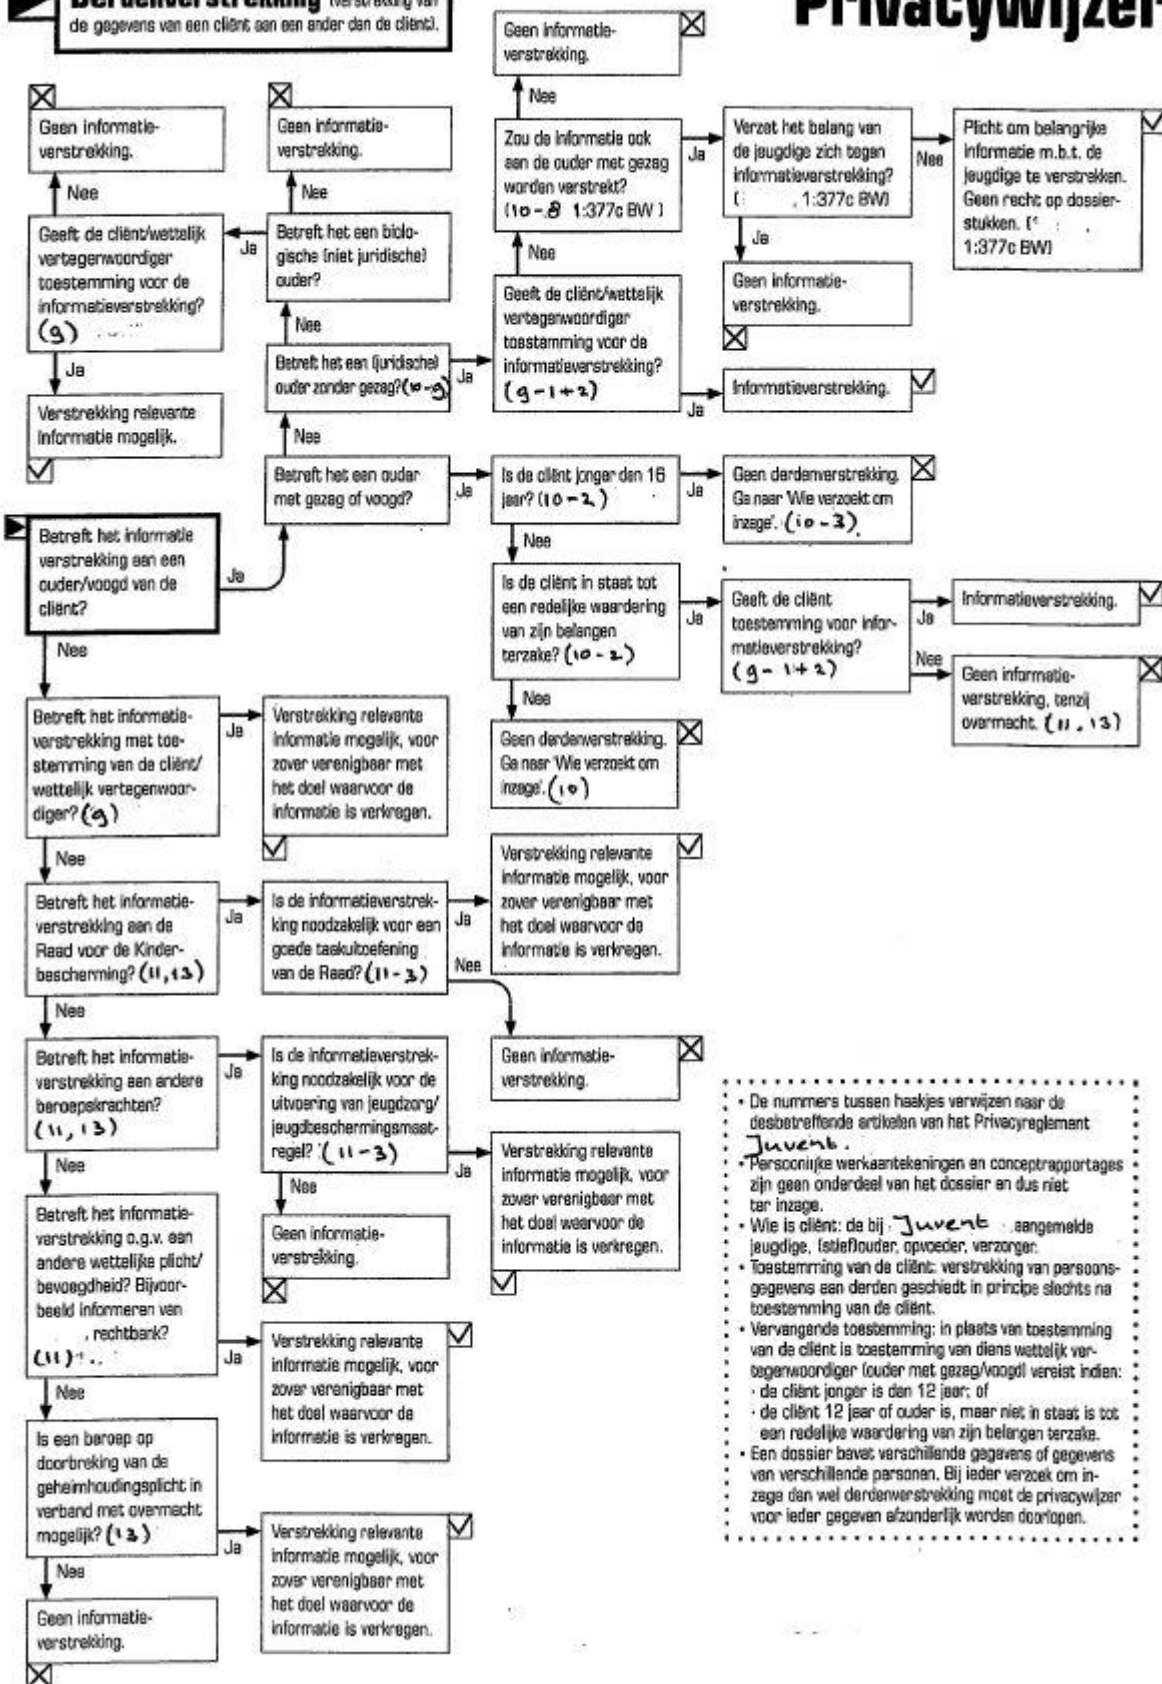 Derdenverstrekking (verstrekking van
de gegevens van een cliënt aan een ander dan de cliënt).
Privacywijzer
Geen informatie-
verstrekking.
Nee
Geen informatie-
verstrekking.
Nee
Geen informatie-
verstrekking.
Nee
Zou de informatie ook
aan de ouder met gezag
worden verstrekt?
(10-8 1:377c BW)
Ja
Verzet het belang van
de jeugdige zich tegen
informatieverstrekking?
( , 1:377c BW)
Nee
Plicht om belangrijke
informatie m.b.t. de
jeugdige te verstrekken.
Geen recht op dossier-
stukken. (
1:377c BW)
Ja
Geen informatie-
verstrekking.
Geeft de cliënt/wettelijk
vertegenwoordiger
toestemming voor de
informatieverstrekking?
(9)
Ja
Betreft het een biolo-
gische (niet juridische)
ouder?
Nee
Nee
Geeft de cliënt/wettelijk
vertegenwoordiger
toestemming voor de
informatieverstrekking?
(9-1+2)
Ja
Informatieverstrekking.
Ja
Verstrekking relevante
informatie mogelijk.
Betreft het een (juridische)
ouder zonder gezag? (10-9)
Ja
Nee
Betreft het een ouder
met gezag of voogd?
Ja
Is de cliënt jonger dan 16
jaar? (10-2)
Ja
Geen derdenverstrekking.
Ga naar 'Wie verzoekt om
inzage'. (10-3)
Nee
Betreft het informatie
verstrekking aan een
ouder/voogd van de
cliënt?
Ja
Nee
Is de cliënt in staat tot
een redelijke waardering
van zijn belangen
terzake? (10-2)
Ja
Geeft de cliënt
toestemming voor infor-
matieverstrekking?
(9-1+2)
Ja
Informatieverstrekking.
Nee
Geen informatie-
verstrekking, tenzij
overmacht. (11, 13)
Nee
Geen derdenverstrekking.
Ga naar 'Wie verzoekt om
inzage'. (10)
Betreft het informatie-
verstrekking met toe-
stemming van de cliënt/
wettelijk vertegenwoor-
diger? (9)
Ja
Verstrekking relevante
informatie mogelijk, voor
zover verenigbaar met
het doel waarvoor de
informatie is verkregen.
Nee
Betreft het informatie-
verstrekking aan de
Raad voor de Kinder-
bescherming? (11,13)
Ja
Is de informatieverstrek-
king noodzakelijk voor een
goede taakuitoefening
van de Raad? (11-3)
Ja
Verstrekking relevante
informatie mogelijk, voor
zover verenigbaar met
het doel waarvoor de
informatie is verkregen.
Nee
Geen informatie-
verstrekking.
Nee
Betreft het informatie-
verstrekking aan andere
beroepskrachten?
(11, 13)
Ja
Is de informatieverstrek-
king noodzakelijk voor de
uitvoering van jeugdzorg/
jeugdbeschermingsmaat-
regel? (11-3)
Ja
Verstrekking relevante
informatie mogelijk, voor
zover verenigbaar met
het doel waarvoor de
informatie is verkregen.
Nee
Geen informatie-
verstrekking.
Nee
Betreft het informatie-
verstrekking o.g.v. een
andere wettelijke plicht/
bevoegdheid? Bijvoor-
beeld informeren van
, rechtbank?
(11)
Ja
Verstrekking relevante
informatie mogelijk, voor
zover verenigbaar met
het doel waarvoor de
informatie is verkregen.
Nee
Is een beroep op
doorbreking van de
geheimhoudingsplicht in
verband met overmacht
mogelijk? (13)
Ja
Verstrekking relevante
informatie mogelijk, voor
zover verenigbaar met
het doel waarvoor de
informatie is verkregen.
Nee
Geen informatie-
verstrekking.
• De nummers tussen haakjes verwijzen naar de
desbetreffende artikelen van het Privacyreglement
Juvent.
• Persoonlijke werkaantekeningen en conceptrapportages
zijn geen onderdeel van het dossier en dus niet
ter inzage.
• Wie is cliënt: de bij Juvent aangemelde
jeugdige, (stief)ouder, opvoeder, verzorger.
• Toestemming van de cliënt: verstrekking van persoons-
gegevens aan derden geschiedt in principe slechts na
toestemming van de cliënt.
• Vervangende toestemming: in plaats van toestemming
van de cliënt is toestemming van diens wettelijk ver-
tegenwoordiger (ouder met gezag/voogd) vereist indien:
· de cliënt jonger is dan 12 jaar; of
· de cliënt 12 jaar of ouder is, maar niet in staat is tot
een redelijke waardering van zijn belangen terzake.
• Een dossier bevat verschillende gegevens of gegevens
van verschillende personen. Bij ieder verzoek om in-
zage dan wel derdenverstrekking moet de privacywijzer
voor ieder gegeven afzonderlijk worden doorlopen.